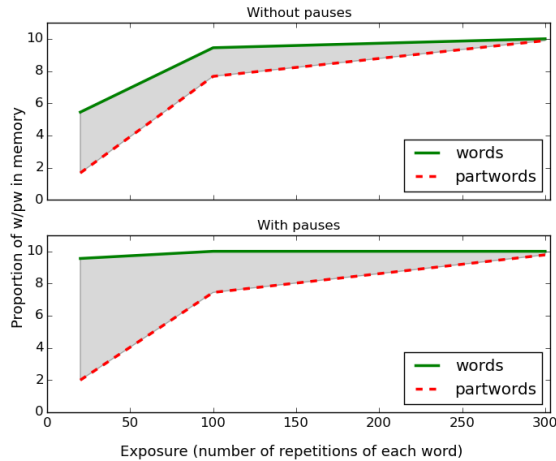 Without pauses
10
8
6
4
2
0
words
partwords
With pauses
10
8
6
4
2
0
words
partwords
0
50
100
150
200
250
300
Proportion of w/pw in memory
Exposure (number of repetitions of each word)